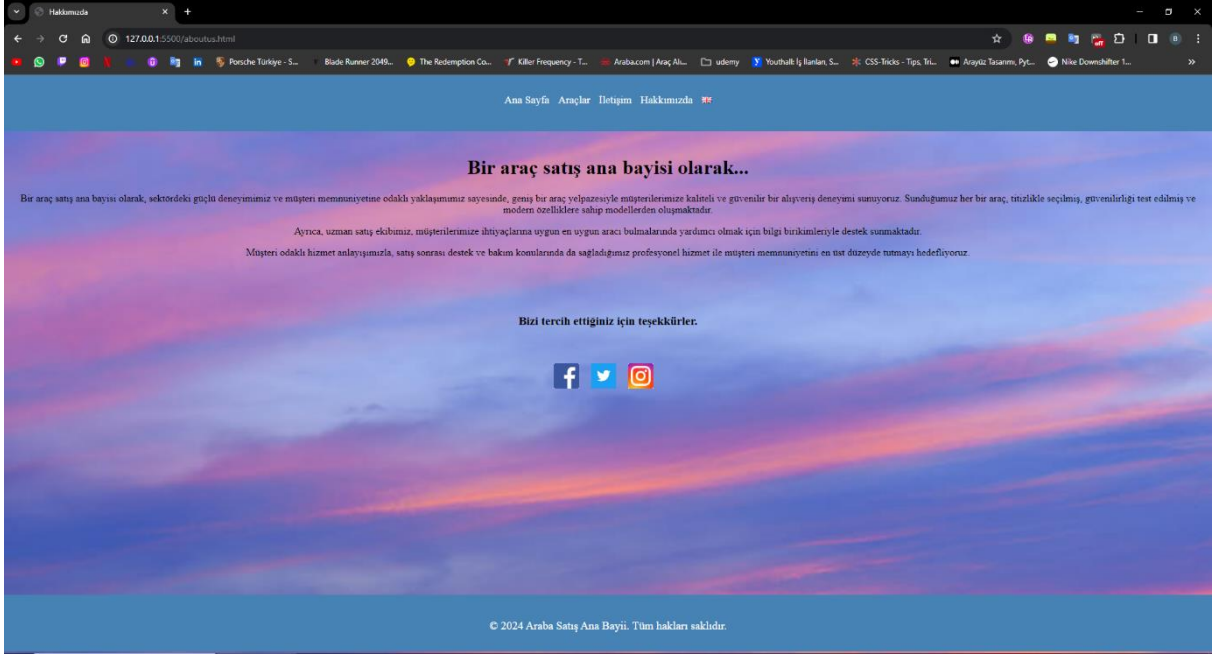 Hakkımızda
127.0.0.1:5500/aboutus.html
Porsche Türkiye - S... Blade Runner 2049... The Redemption Co... Killer Frequency - T... Araba.com | Araç Alı... udemy Youthall: İş İlanları, S... CSS-Tricks - Tips, Tri... Arayüz Tasarımı, Pyt... Nike Downshifter 1...
Ana Sayfa Araçlar İletişim Hakkımızda
Bir araç satış ana bayisi olarak...
Bir araç satış ana bayisi olarak, sektördeki güçlü deneyimimiz ve müşteri memnuniyetine odaklı yaklaşımımız sayesinde, geniş bir araç yelpazesiyle müşterilerimize kaliteli ve güvenilir bir alışveriş deneyimi sunuyoruz. Sunduğumuz her bir araç, titizlikle seçilmiş, güvenilirliği test edilmiş ve
modern özelliklere sahip modellerden oluşmaktadır.
Ayrıca, uzman satış ekibimiz, müşterilerimize ihtiyaçlarına uygun en uygun aracı bulmalarında yardımcı olmak için bilgi birikimleriyle destek sunmaktadır.
Müşteri odaklı hizmet anlayışımızla, satış sonrası destek ve bakım konularında da sağladığımız profesyonel hizmet ile müşteri memnuniyetini en üst düzeyde tutmayı hedefliyoruz.
Bizi tercih ettiğiniz için teşekkürler.
© 2024 Araba Satış Ana Bayii. Tüm hakları saklıdır.